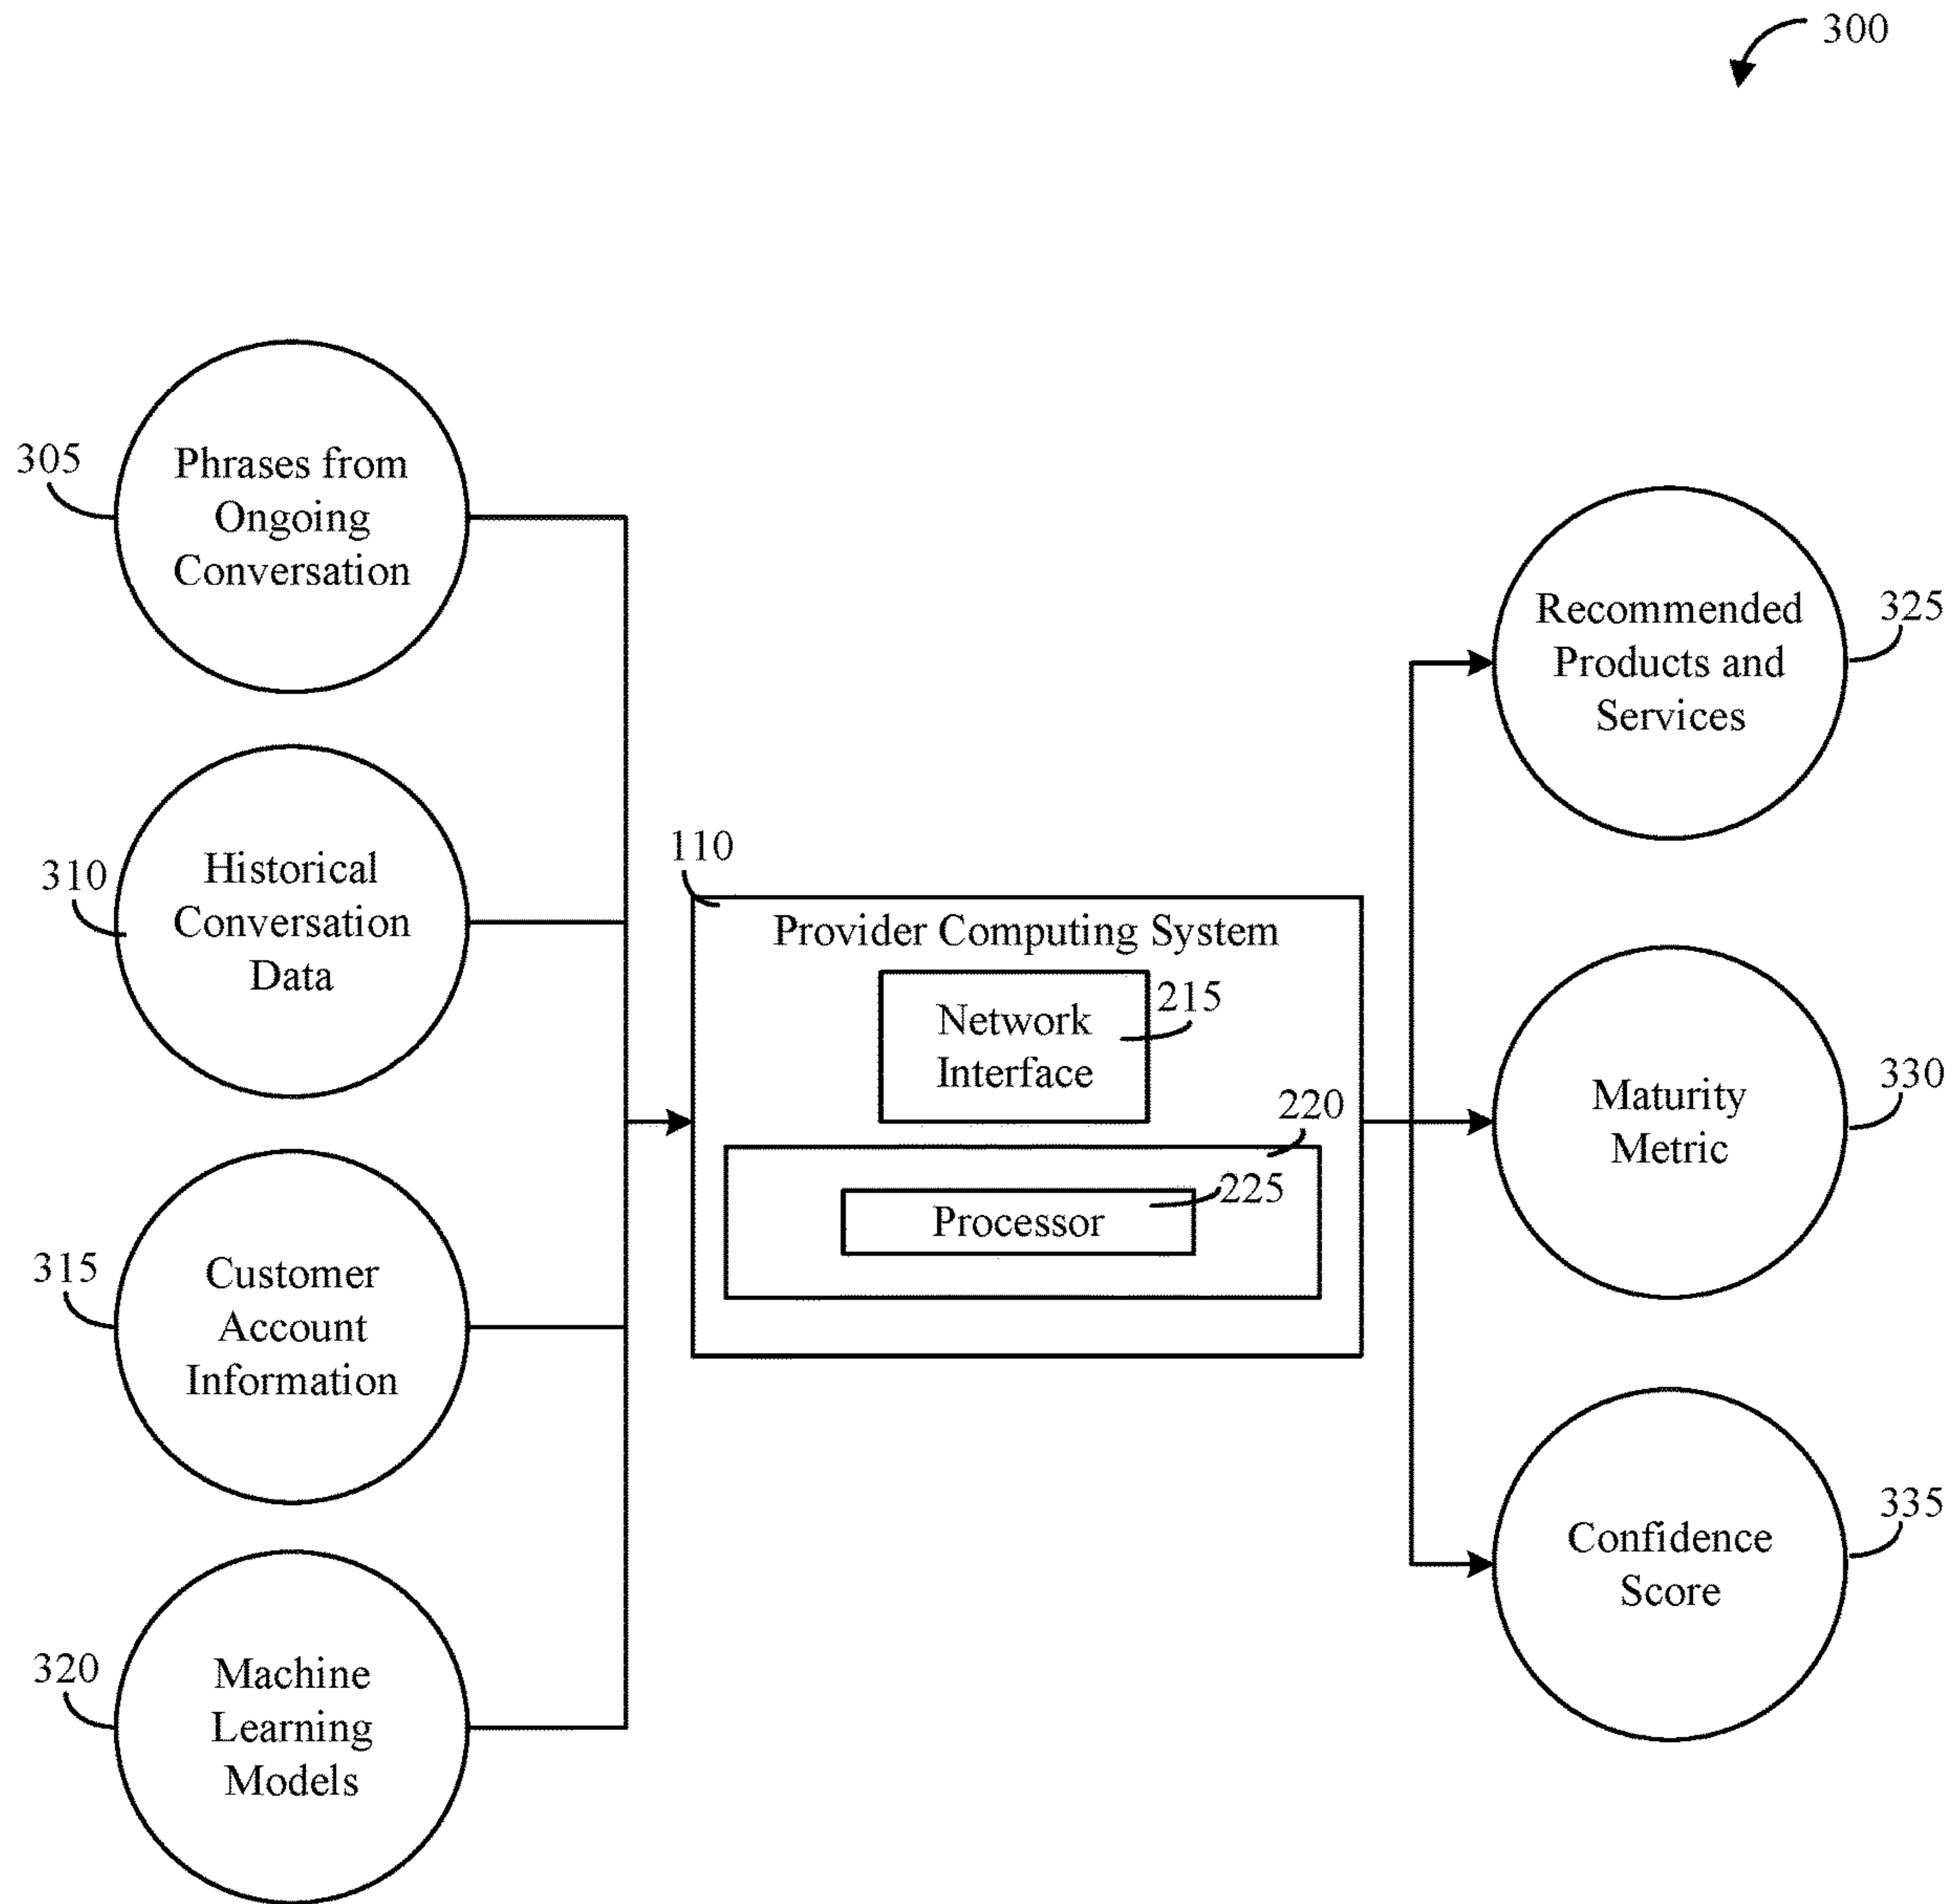 300
305
Phrases from
Ongoing
Conversation
310
Historical
Conversation
Data
315
Customer
Account
Information
320
Machine
Learning
Models
110
Provider Computing System
Network
Interface
215
220
225
Processor
Recommended
Products and
Services
325
Maturity
Metric
330
Confidence
Score
335